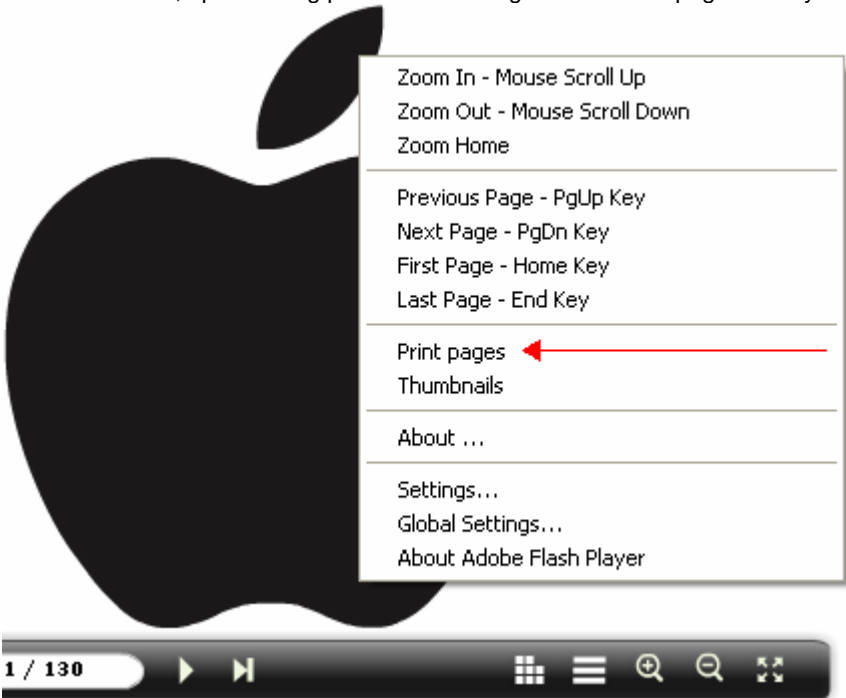 Zoom In - Mouse Scroll Up
Zoom Out - Mouse Scroll Down
Zoom Home
Previous Page - PgUp Key
Next Page - PgDn Key
First Page - Home Key
Last Page - End Key
Print pages
Thumbnails
About ...
Settings...
Global Settings...
About Adobe Flash Player
1 / 130